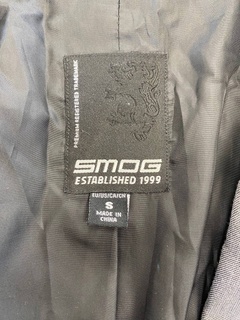 PREMIUM REGISTERED TRADEMARK
SMOG
ESTABLISHED 1999
EU/US/CA/CN
S
MADE IN
CHINA